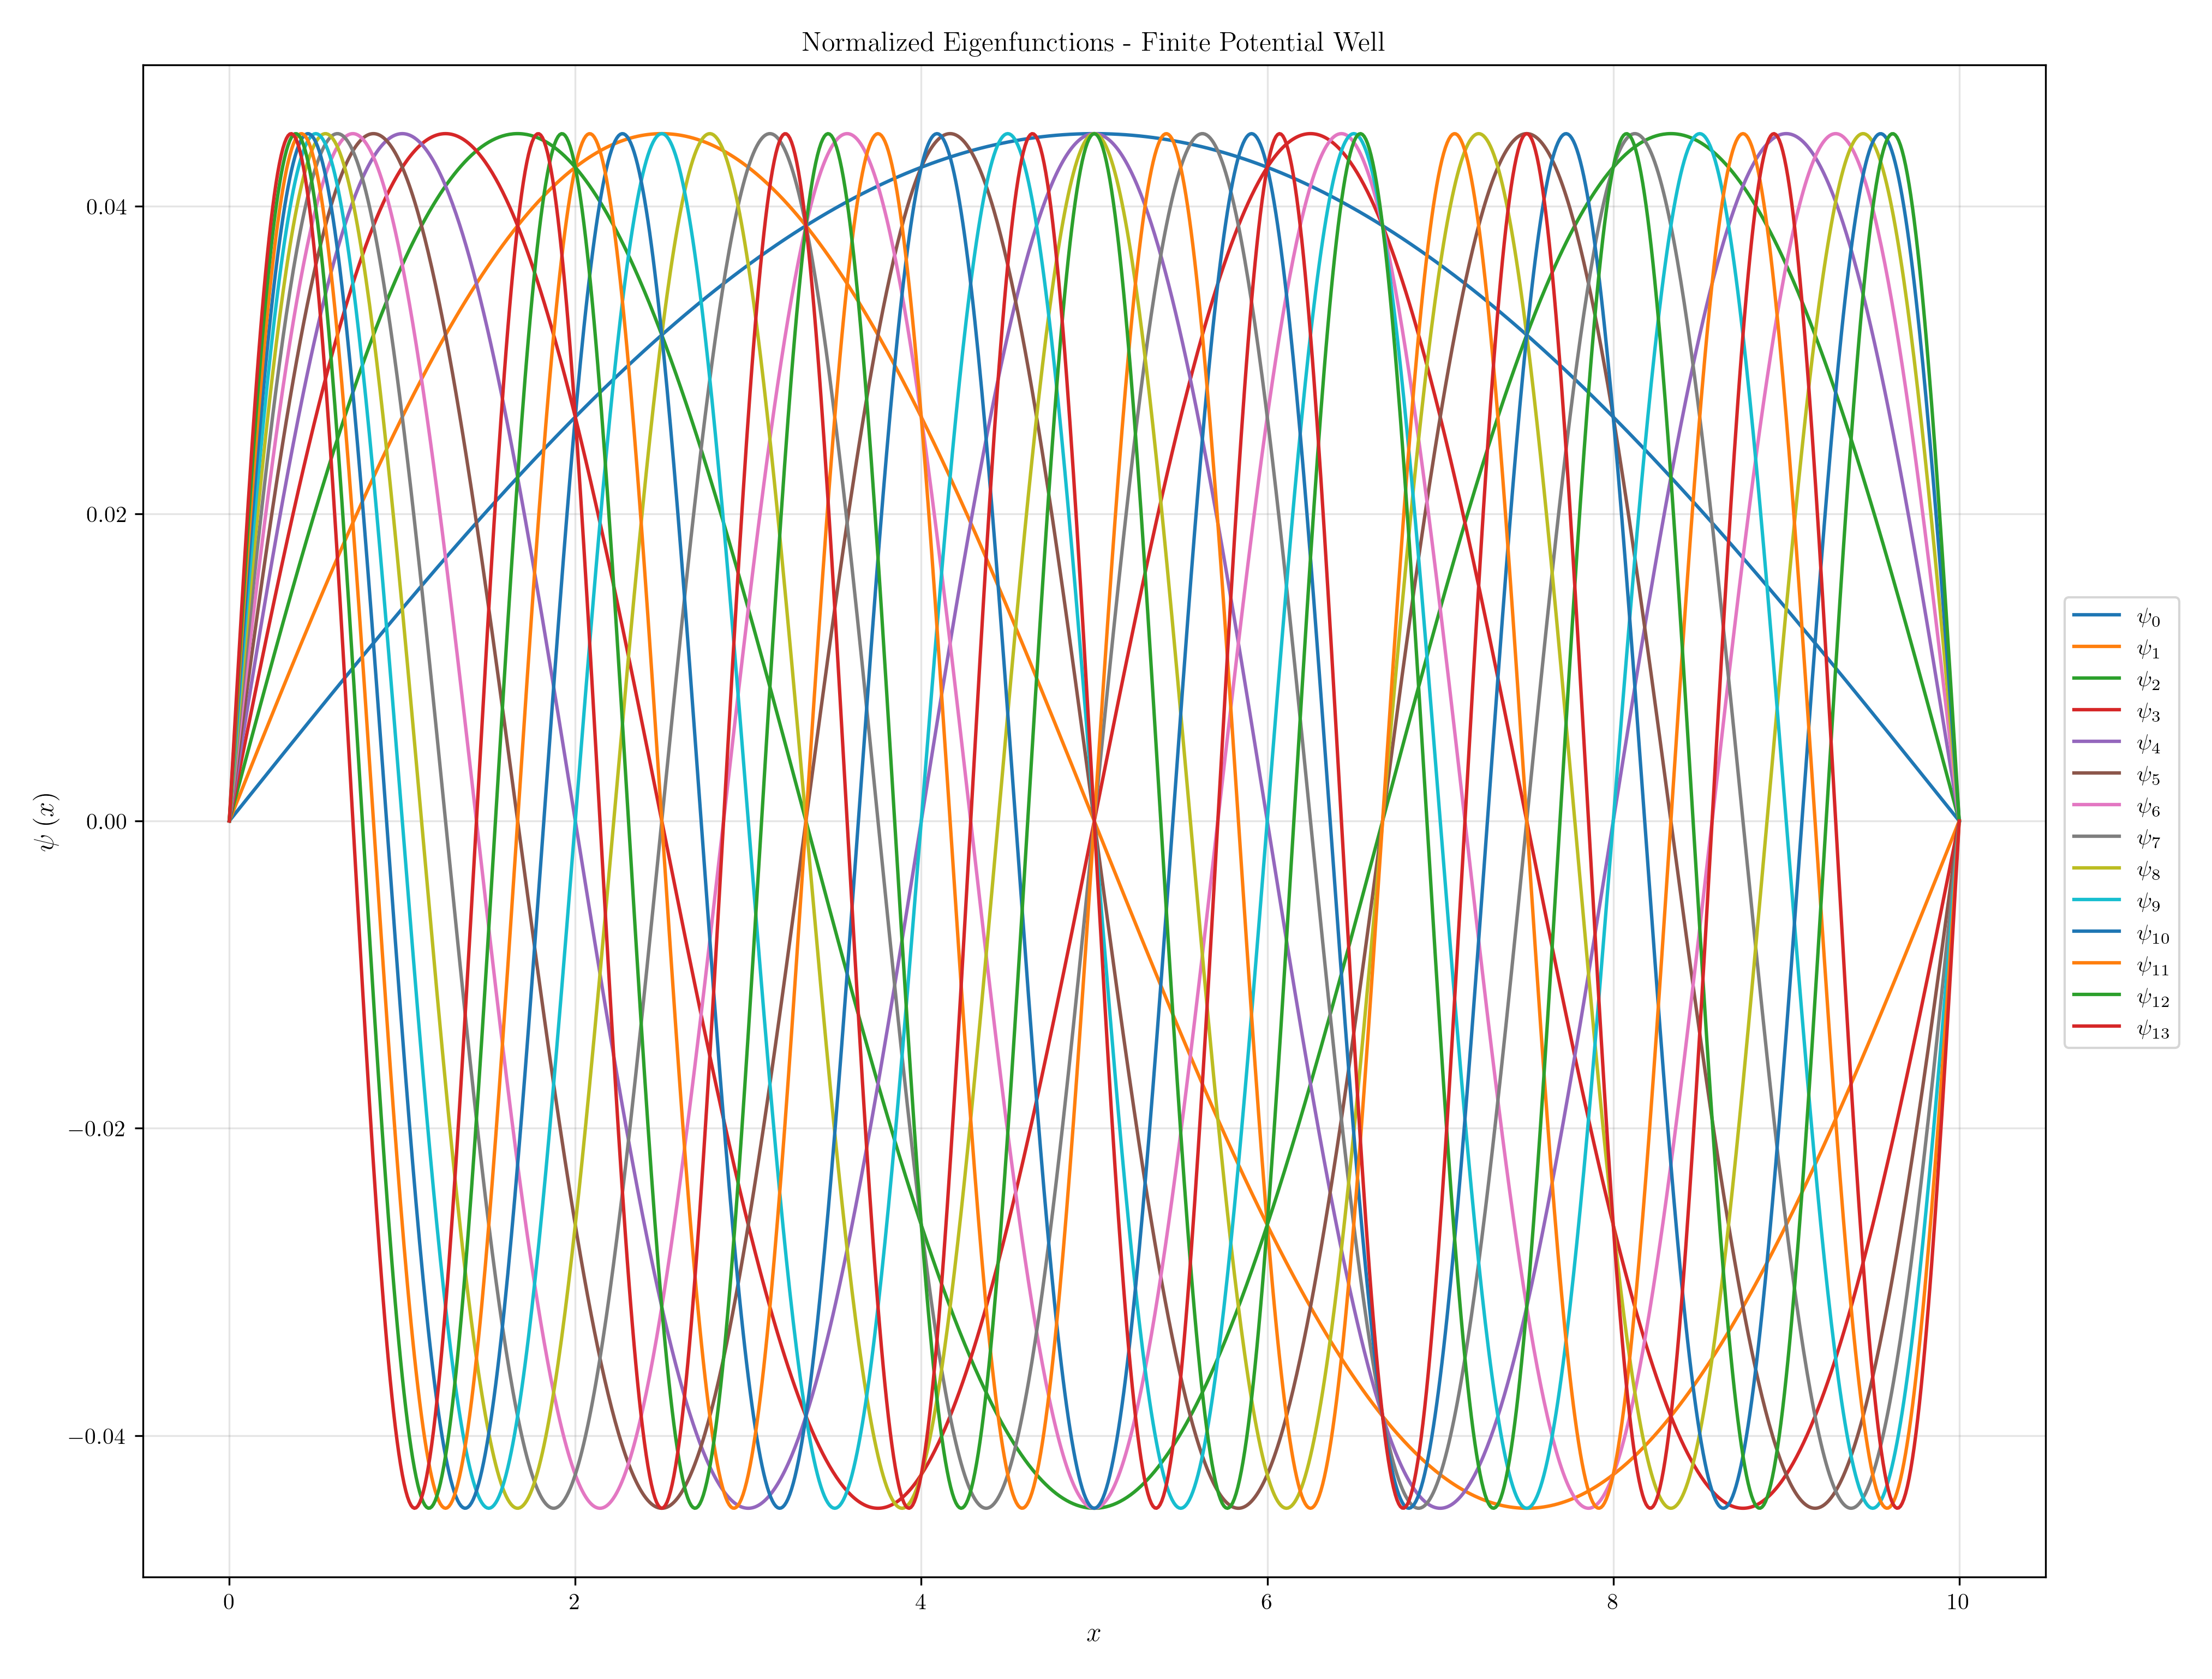 Normalized Eigenfunctions - Finite Potential Well
0.04
0.02
0.00
−0.02
−0.04
ψ (x)
0 2 4 6 8 10
x
ψ₀
ψ₁
ψ₂
ψ₃
ψ₄
ψ₅
ψ₆
ψ₇
ψ₈
ψ₉
ψ₁₀
ψ₁₁
ψ₁₂
ψ₁₃